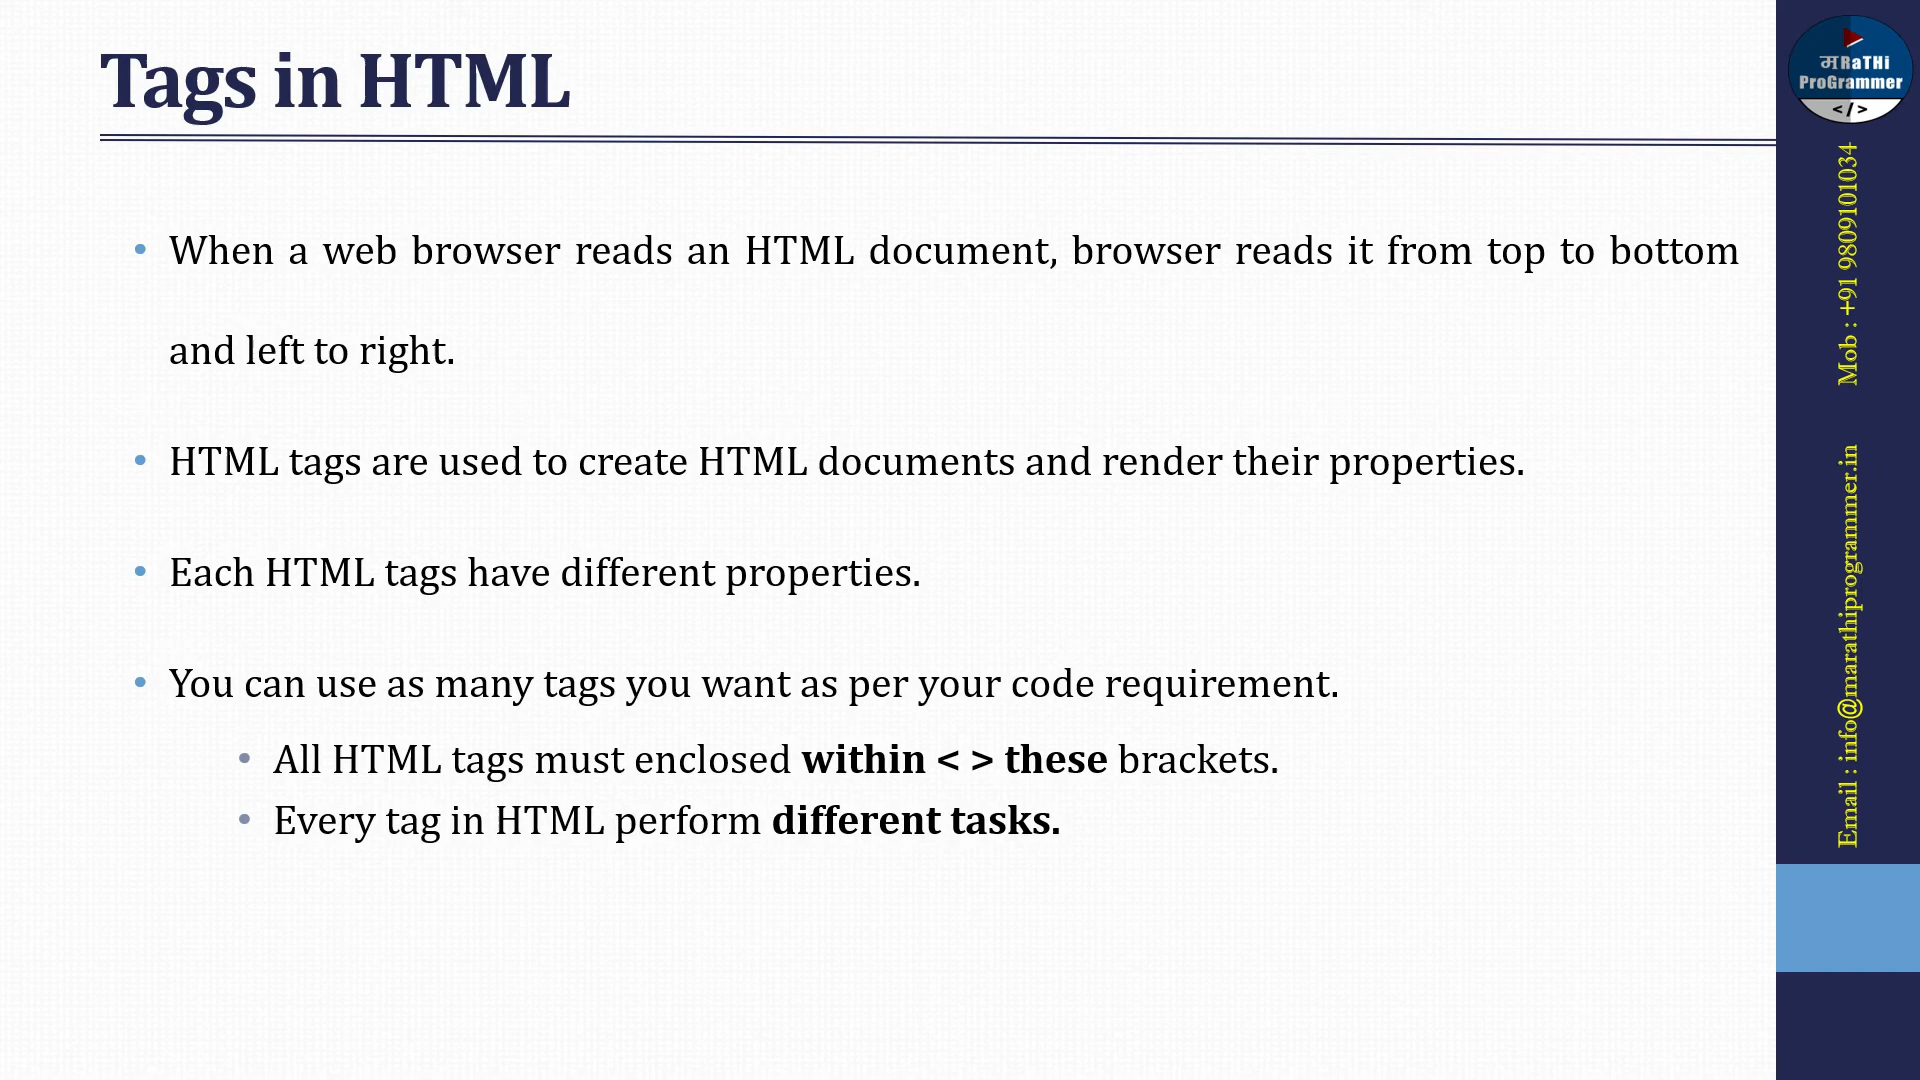 Tags in HTML
• When a web browser reads an HTML document, browser reads it from top to bottom
and left to right.
• HTML tags are used to create HTML documents and render their properties.
• Each HTML tags have different properties.
• You can use as many tags you want as per your code requirement.
• All HTML tags must enclosed within < > these brackets.
• Every tag in HTML perform different tasks.
मRaTHi
ProGrammer
</>
Mob : +91 9809101034
Email : info@marathiprogrammer.in